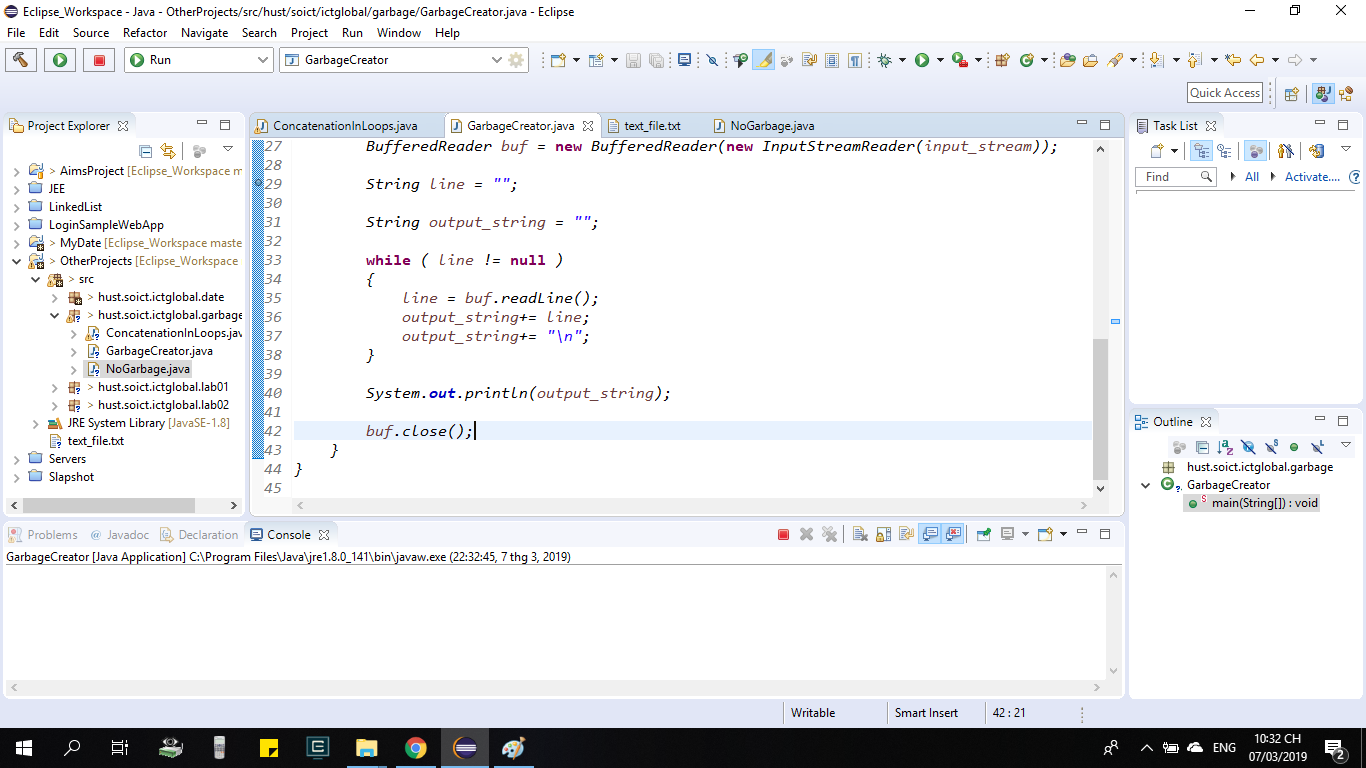 Eclipse_Workspace - Java - OtherProjects/src/hust/soict/ictglobal/garbage/GarbageCreator.java - Eclipse
File Edit Source Refactor Navigate Search Project Run Window Help
Run GarbageCreator
Quick Access
Project Explorer
> AimsProject [Eclipse_Workspace m
JEE
LinkedList
LoginSampleWebApp
> MyDate [Eclipse_Workspace maste
> OtherProjects [Eclipse_Workspace
> src
> hust.soict.ictglobal.date
> hust.soict.ictglobal.garbage
ConcatenationInLoops.jav
GarbageCreator.java
NoGarbage.java
> hust.soict.ictglobal.lab01
> hust.soict.ictglobal.lab02
JRE System Library [JavaSE-1.8]
text_file.txt
Servers
Slapshot
ConcatenationInLoops.java GarbageCreator.java text_file.txt NoGarbage.java
27 BufferedReader buf = new BufferedReader(new InputStreamReader(input_stream));
28
29 String line = "";
30
31 String output_string = "";
32
33 while ( line != null )
34 {
35 line = buf.readLine();
36 output_string+= line;
37 output_string+= "\n";
38 }
39
40 System.out.println(output_string);
41
42 buf.close();
43 }
44 }
45
Task List
Find All Activate....
Outline
hust.soict.ictglobal.garbage
GarbageCreator
main(String[]) : void
Problems @ Javadoc Declaration Console
GarbageCreator [Java Application] C:\Program Files\Java\jre1.8.0_141\bin\javaw.exe (22:32:45, 7 thg 3, 2019)
Writable Smart Insert 42 : 21
ENG
10:32 CH
07/03/2019
2